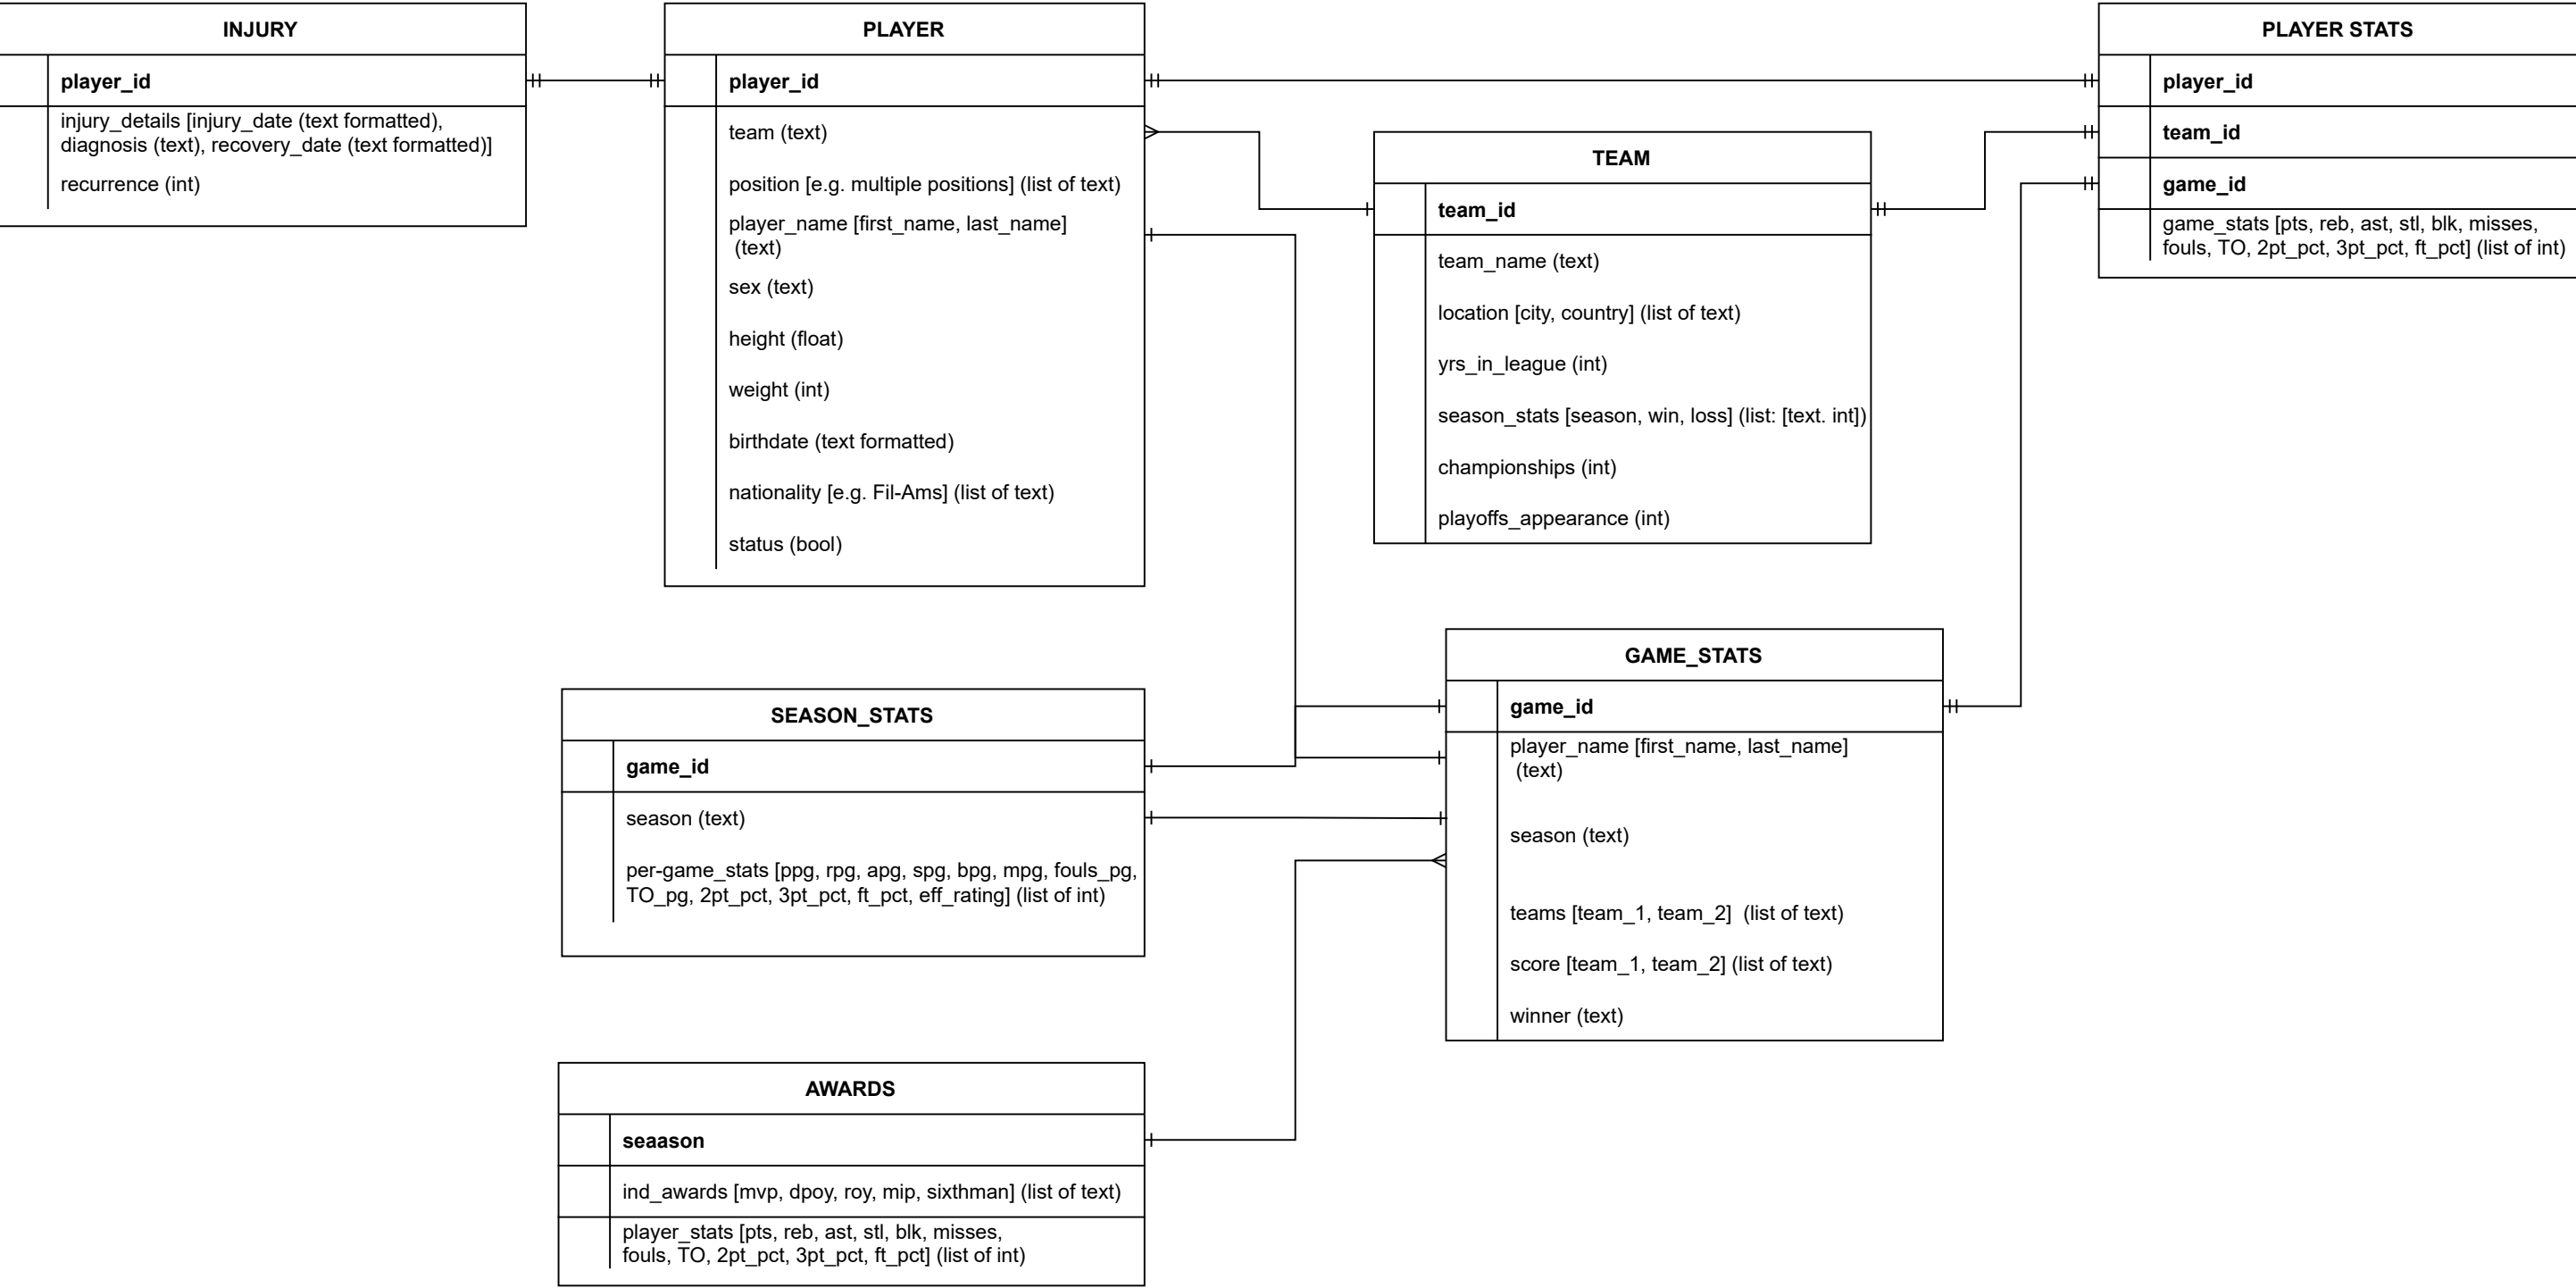 INJURY
player_id
injury_details [injury_date (text formatted),
diagnosis (text), recovery_date (text formatted)]
recurrence (int)
PLAYER
player_id
team (text)
position [e.g. multiple positions] (list of text)
player_name [first_name, last_name]
(text)
sex (text)
height (float)
weight (int)
birthdate (text formatted)
nationality [e.g. Fil-Ams] (list of text)
status (bool)
TEAM
team_id
team_name (text)
location [city, country] (list of text)
yrs_in_league (int)
season_stats [season, win, loss] (list: [text. int])
championships (int)
playoffs_appearance (int)
PLAYER STATS
player_id
team_id
game_id
game_stats [pts, reb, ast, stl, blk, misses,
fouls, TO, 2pt_pct, 3pt_pct, ft_pct] (list of int)
SEASON_STATS
game_id
season (text)
per-game_stats [ppg, rpg, apg, spg, bpg, mpg, fouls_pg,
TO_pg, 2pt_pct, 3pt_pct, ft_pct, eff_rating] (list of int)
GAME_STATS
game_id
player_name [first_name, last_name]
(text)
season (text)
teams [team_1, team_2]  (list of text)
score [team_1, team_2] (list of text)
winner (text)
AWARDS
seaason
ind_awards [mvp, dpoy, roy, mip, sixthman] (list of text)
player_stats [pts, reb, ast, stl, blk, misses,
fouls, TO, 2pt_pct, 3pt_pct, ft_pct] (list of int)